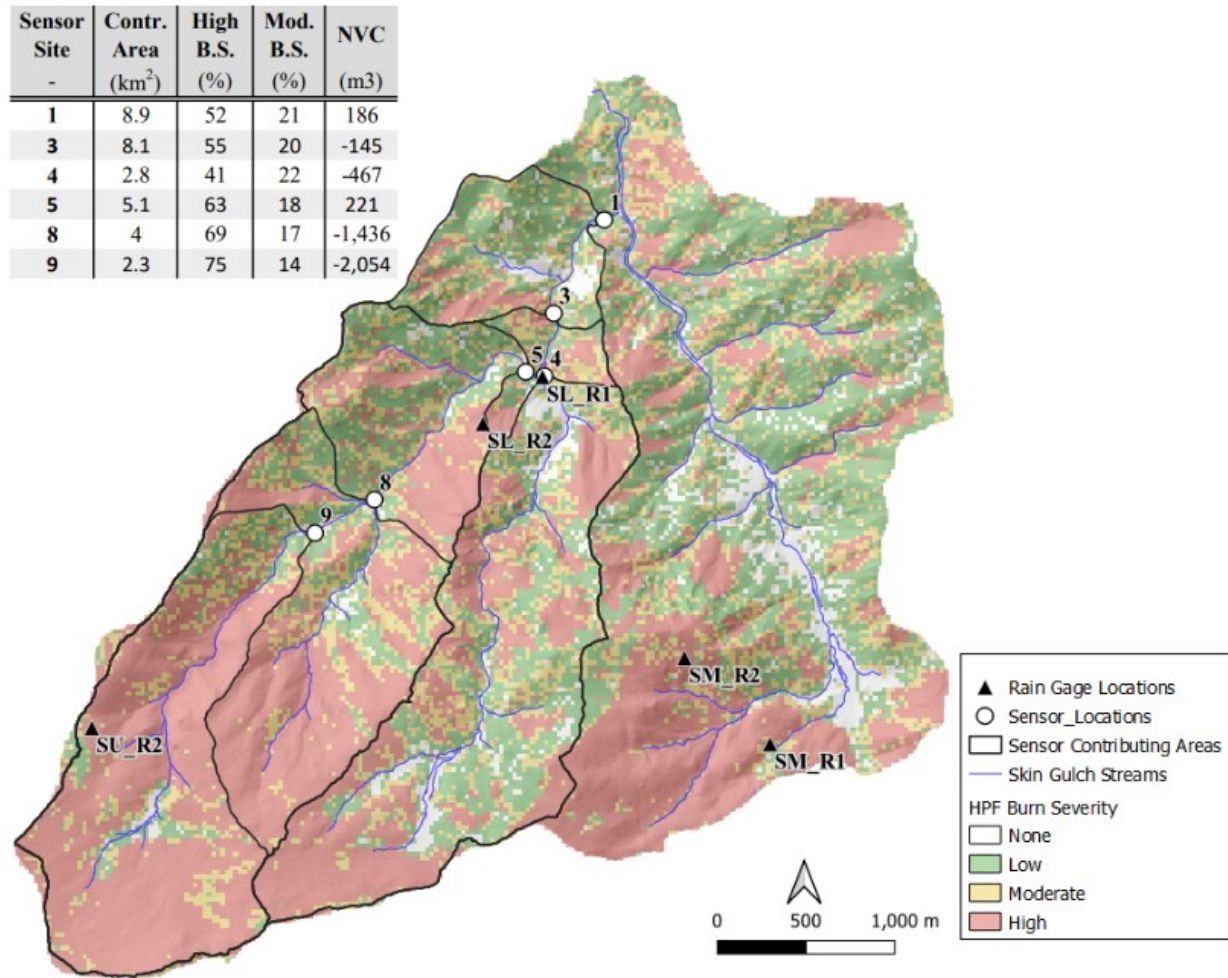 Sensor Site Contr. Area High B.S. Mod. B.S. NVC
- (km²) (%) (%) (m3)
1 8.9 52 21 186
3 8.1 55 20 -145
4 2.8 41 22 -467
5 5.1 63 18 221
8 4 69 17 -1,436
9 2.3 75 14 -2,054
1
3
5 4
SL_R1
SL_R2
8
9
SM_R2
SU_R2
SM_R1
Rain Gage Locations
Sensor_Locations
Sensor Contributing Areas
Skin Gulch Streams
HPF Burn Severity
None
Low
Moderate
High
0 500 1,000 m